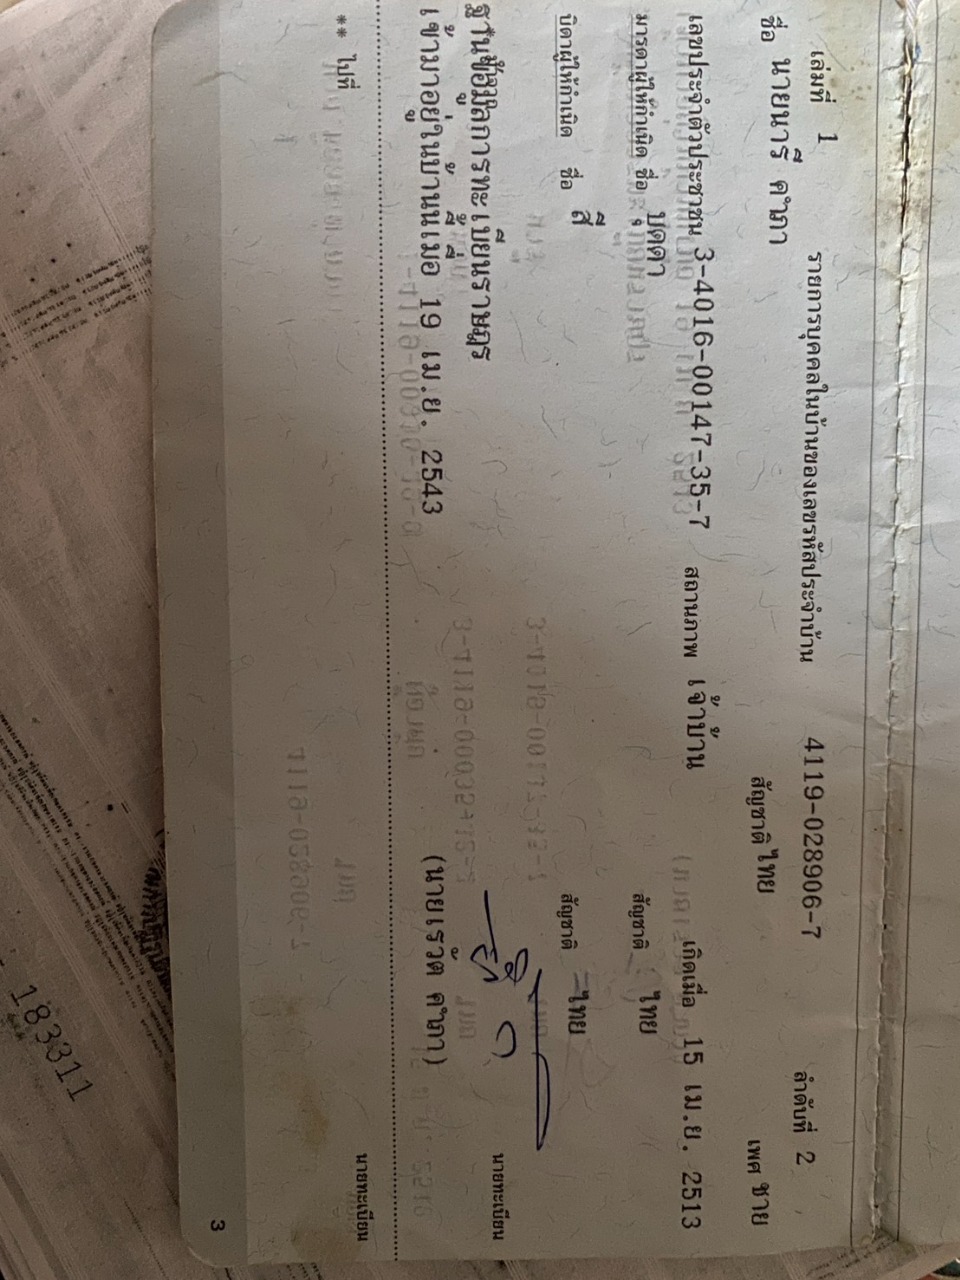 เล่มที่ 1 รายการบุคคลในบ้านของเลขรหัสประจำบ้าน 4119-028906-7 ลำดับที่ 2
ชื่อ นายนารี คำภา สัญชาติ ไทย เพศ ชาย
เลขประจำตัวประชาชน 3-4016-00147-35-7 สถานภาพ เจ้าบ้าน เกิดเมื่อ 15 เม.ย. 2513
มารดาผู้ให้กำเนิด ชื่อ บุดดา สัญชาติ ไทย
บิดาผู้ให้กำเนิด ชื่อ สี สัญชาติ ไทย
ฐานข้อมูลการทะเบียนราษฎร นายทะเบียน
เข้ามาอยู่ในบ้านนี้เมื่อ 19 เม.ย. 2543 (นายเรวัต คำภา)
** ไปที่ นายทะเบียน
3
183311